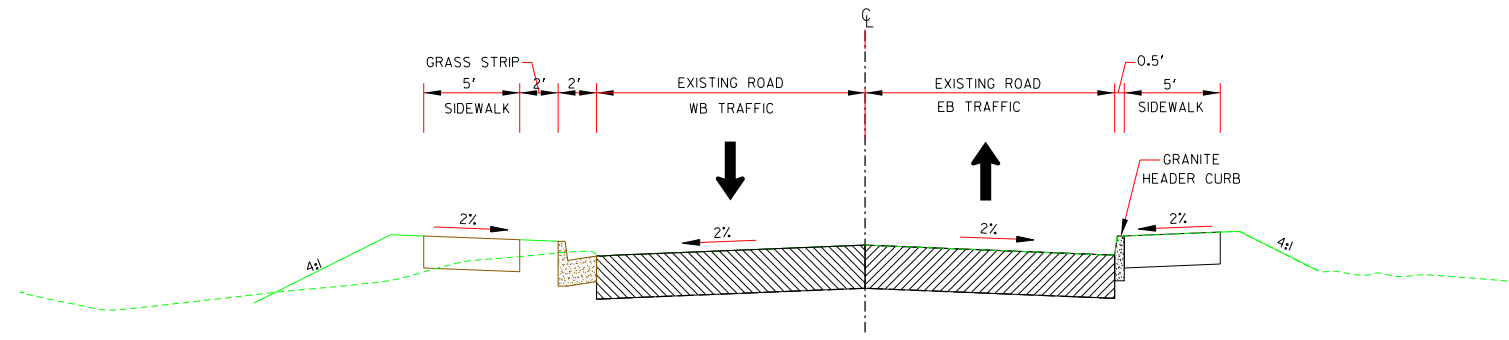 ℄
GRASS STRIP
0.5'
5'
2'
2'
EXISTING ROAD
EXISTING ROAD
5'
SIDEWALK
WB TRAFFIC
EB TRAFFIC
SIDEWALK
GRANITE
HEADER CURB
2%
2%
2%
2%
4:1
4:1